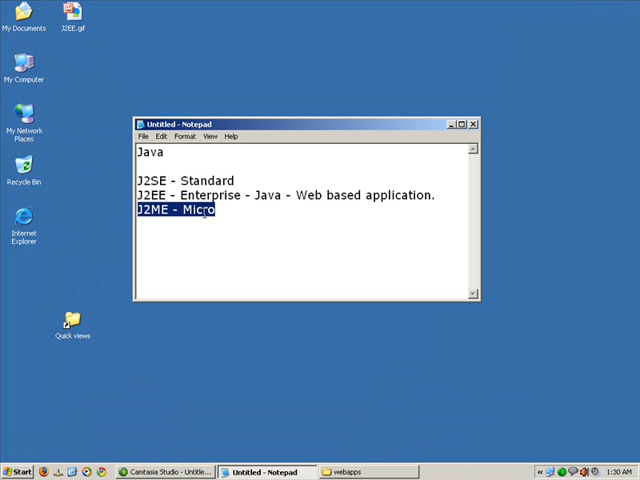 My Documents
J2EE.gif
My Computer
My Network
Places
Recycle Bin
Internet
Explorer
Quick views
Untitled - Notepad
File Edit Format View Help
Java
J2SE - Standard
J2EE - Enterprise - Java - Web based application.
J2ME - Micro
Start
Camtasia Studio - Untitle...
Untitled - Notepad
webapps
1:30 AM